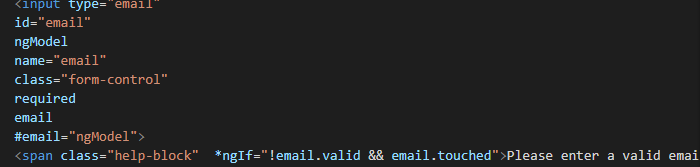 <input type="email"
id="email"
ngModel
name="email"
class="form-control"
required
email
#email="ngModel">
<span class="help-block"  *ngIf="!email.valid && email.touched">Please enter a valid emai